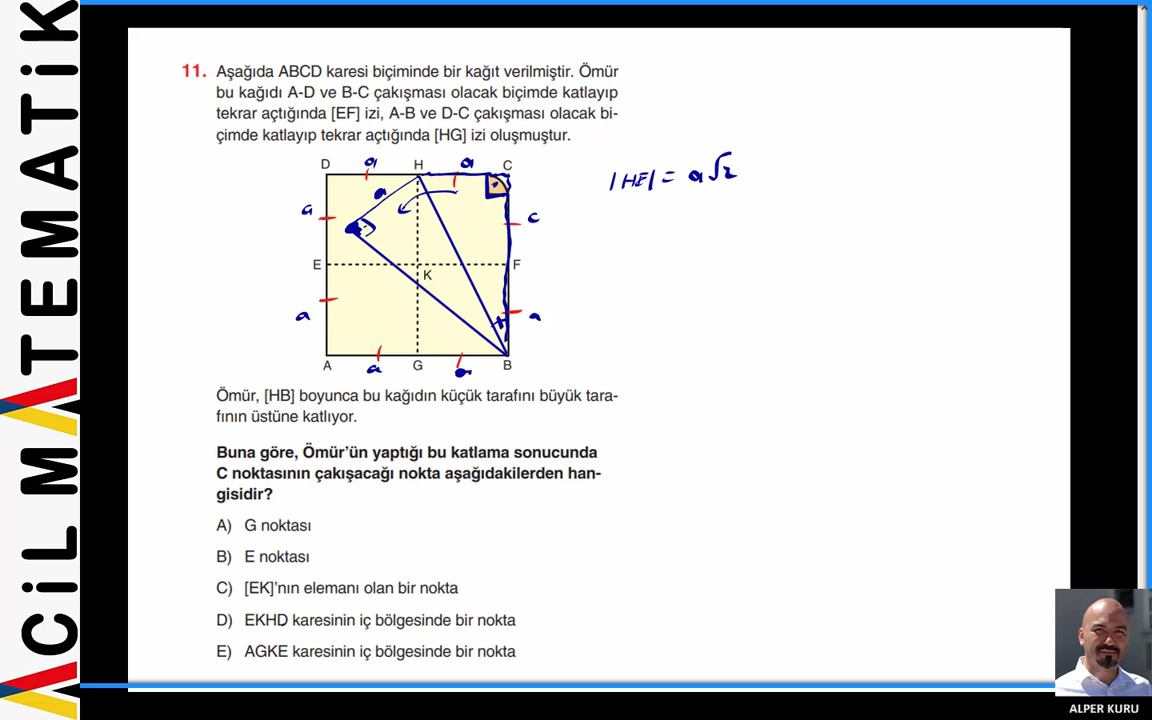 ACİLMATEMATİK
11. Aşağıda ABCD karesi biçiminde bir kağıt verilmiştir. Ömür
bu kağıdı A-D ve B-C çakışması olacak biçimde katlayıp
tekrar açtığında [EF] izi, A-B ve D-C çakışması olacak bi-
çimde katlayıp tekrar açtığında [HG] izi oluşmuştur.
a a
D H C
|HE| = a√2
a
a c
E K F
a a
A G B
a a
Ömür, [HB] boyunca bu kağıdın küçük tarafını büyük tara-
fının üstüne katlıyor.
Buna göre, Ömür'ün yaptığı bu katlama sonucunda
C noktasının çakışacağı nokta aşağıdakilerden han-
gisidir?
A) G noktası
B) E noktası
C) [EK]'nın elemanı olan bir nokta
D) EKHD karesinin iç bölgesinde bir nokta
E) AGKE karesinin iç bölgesinde bir nokta
ALPER KURU